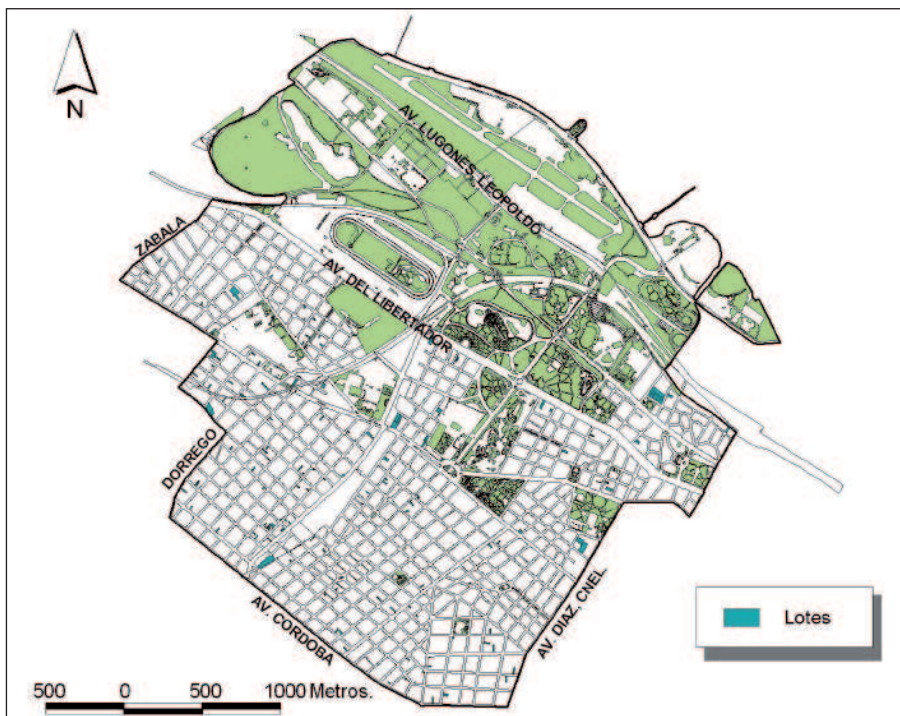 N
AV. LUGONES LEOPOLDO
ZABALA
AV. DEL LIBERTADOR
DORREGO
AV. CORDOBA
AV. DIAZ, CNEL
Lotes
500 0 500 1000 Metros.